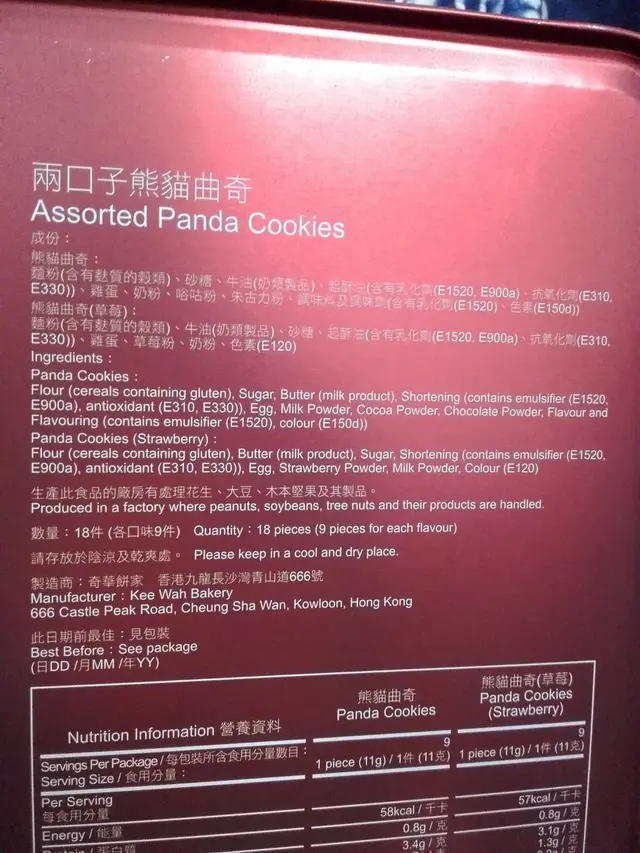 兩口子熊貓曲奇
Assorted Panda Cookies
成份：
熊貓曲奇：
麵粉(含有麩質的穀類)、砂糖、牛油(奶類製品)、起酥油(含有乳化劑(E1520, E900a)、抗氧化劑(E310,
E330))、雞蛋、奶粉、哈咕粉、朱古力粉、調味料及調味劑(含有乳化劑(E1520)、色素(E150d))
熊貓曲奇(草莓)：
麵粉(含有麩質的穀類)、牛油(奶類製品)、砂糖、起酥油(含有乳化劑(E1520, E900a)、抗氧化劑(E310,
E330))、雞蛋、草莓粉、奶粉、色素(E120)
Ingredients：
Panda Cookies：
Flour (cereals containing gluten), Sugar, Butter (milk product), Shortening (contains emulsifier (E1520,
E900a), antioxidant (E310, E330)), Egg, Milk Powder, Cocoa Powder, Chocolate Powder, Flavour and
Flavouring (contains emulsifier (E1520), colour (E150d))
Panda Cookies (Strawberry)：
Flour (cereals containing gluten), Butter (milk product), Sugar, Shortening (contains emulsifier (E1520,
E900a), antioxidant (E310, E330)), Egg, Strawberry Powder, Milk Powder, Colour (E120)
生產此食品的廠房有處理花生、大豆、木本堅果及其製品。
Produced in a factory where peanuts, soybeans, tree nuts and their products are handled.
數量：18件 (各口味9件) Quantity：18 pieces (9 pieces for each flavour)
請存放於陰涼及乾爽處。 Please keep in a cool and dry place.
製造商：奇華餅家 香港九龍長沙灣青山道666號
Manufacturer：Kee Wah Bakery
666 Castle Peak Road, Cheung Sha Wan, Kowloon, Hong Kong
此日期前最佳：見包裝
Best Before：See package
(日DD /月MM /年YY)
熊貓曲奇 熊貓曲奇(草莓)
Panda Cookies Panda Cookies
(Strawberry)
Nutrition Information 營養資料
Servings Per Package / 每包裝所含食用分量數目： 9 9
Serving Size / 食用分量： 1 piece (11g) / 1件 (11克) 1 piece (11g) / 1件 (11克)
Per Serving
每食用分量
Energy / 能量 58kcal / 千卡 57kcal / 千卡
Protein / 蛋白質 0.8g / 克 0.8g / 克
3.4g / 克 3.1g / 克
1.3g / 克